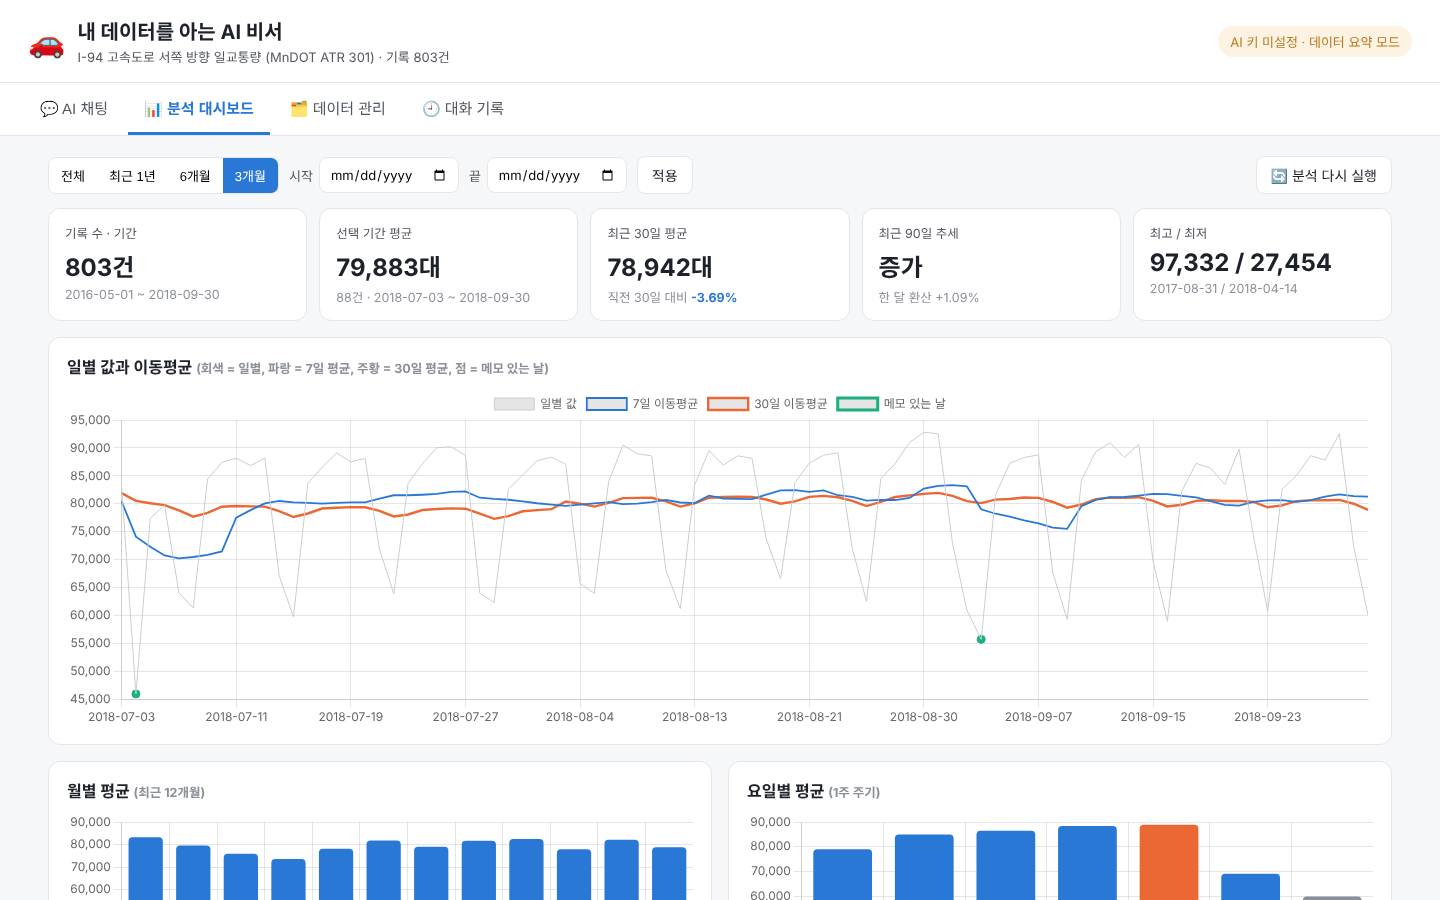 내 데이터를 아는 AI 비서
I-94 고속도로 서쪽 방향 일교통량 (MnDOT ATR 301) · 기록 803건
AI 키 미설정 · 데이터 요약 모드
AI 채팅
분석 대시보드
데이터 관리
대화 기록
전체 최근 1년 6개월 3개월 시작 mm/dd/yyyy 끝 mm/dd/yyyy 적용
분석 다시 실행
기록 수 · 기간
803건
2016-05-01 ~ 2018-09-30
선택 기간 평균
79,883대
88건 · 2018-07-03 ~ 2018-09-30
최근 30일 평균
78,942대
직전 30일 대비 -3.69%
최근 90일 추세
증가
한 달 환산 +1.09%
최고 / 최저
97,332 / 27,454
2017-08-31 / 2018-04-14
일별 값과 이동평균 (회색 = 일별, 파랑 = 7일 평균, 주황 = 30일 평균, 점 = 메모 있는 날)
일별 값 7일 이동평균 30일 이동평균 메모 있는 날
95,000
90,000
85,000
80,000
75,000
70,000
65,000
60,000
55,000
50,000
45,000
2018-07-03 2018-07-11 2018-07-19 2018-07-27 2018-08-04 2018-08-13 2018-08-21 2018-08-30 2018-09-07 2018-09-15 2018-09-23
월별 평균 (최근 12개월)
90,000
80,000
70,000
60,000
요일별 평균 (1주 주기)
90,000
80,000
70,000
60,000